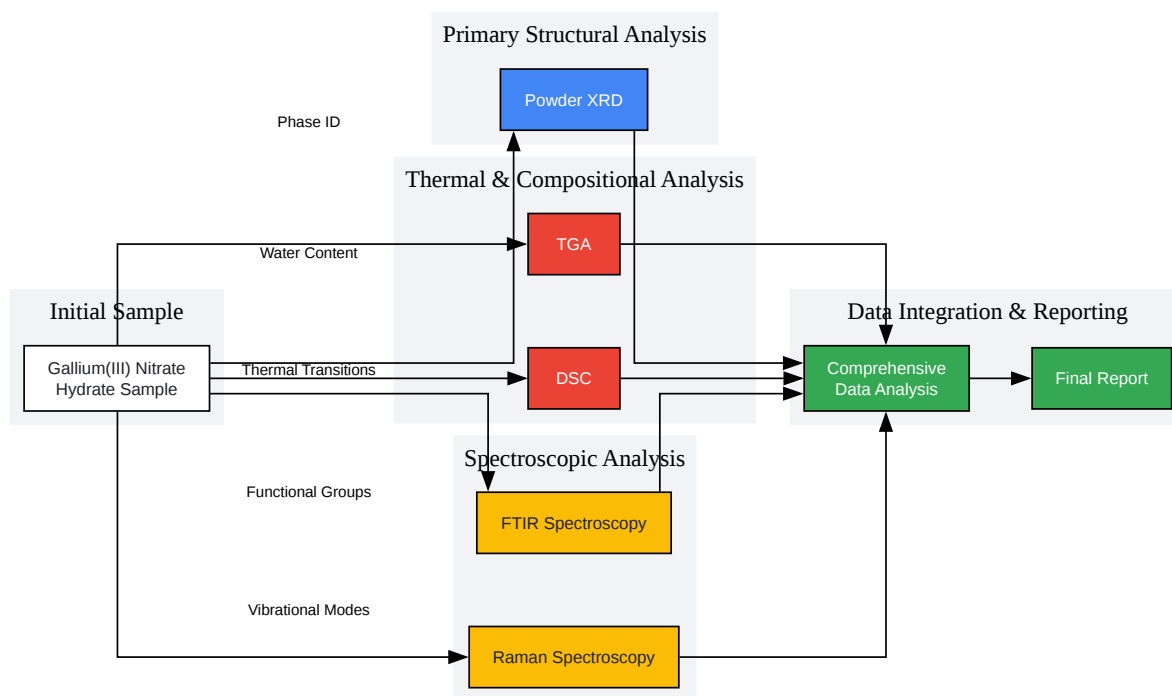 Primary Structural Analysis
Powder XRD
Phase ID
Thermal & Compositional Analysis
TGA
Water Content
Initial Sample
Data Integration & Reporting
Gallium(III) Nitrate
Hydrate Sample
Thermal Transitions
DSC
Comprehensive
Data Analysis
Final Report
Spectroscopic Analysis
Functional Groups
FTIR Spectroscopy
Vibrational Modes
Raman Spectroscopy